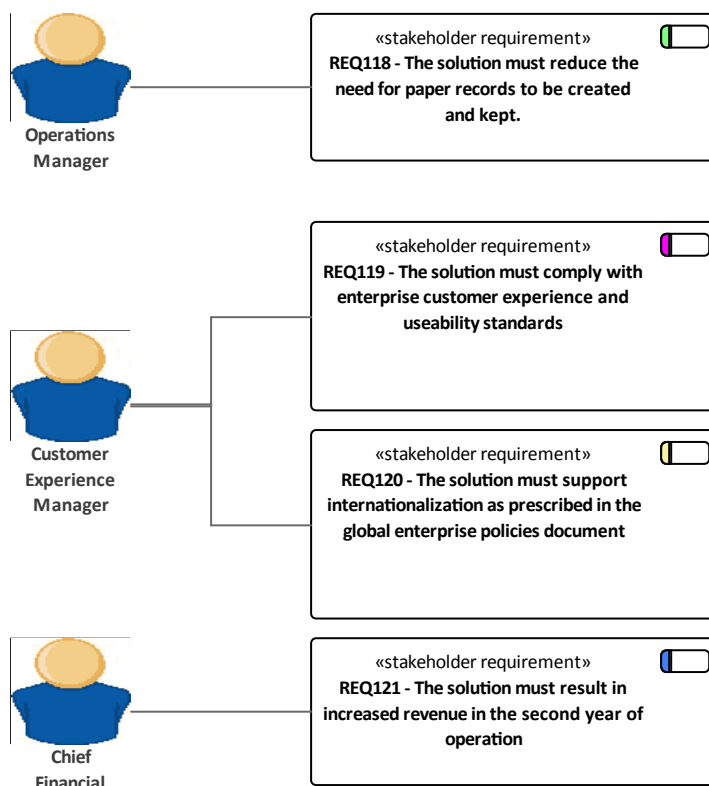 «stakeholder requirement»
REQ118 - The solution must reduce the
need for paper records to be created
and kept.
Operations
Manager
«stakeholder requirement»
REQ119 - The solution must comply with
enterprise customer experience and
useability standards
Customer
Experience
Manager
«stakeholder requirement»
REQ120 - The solution must support
internationalization as prescribed in the
global enterprise policies document
«stakeholder requirement»
REQ121 - The solution must result in
increased revenue in the second year of
operation
Chief
Financial